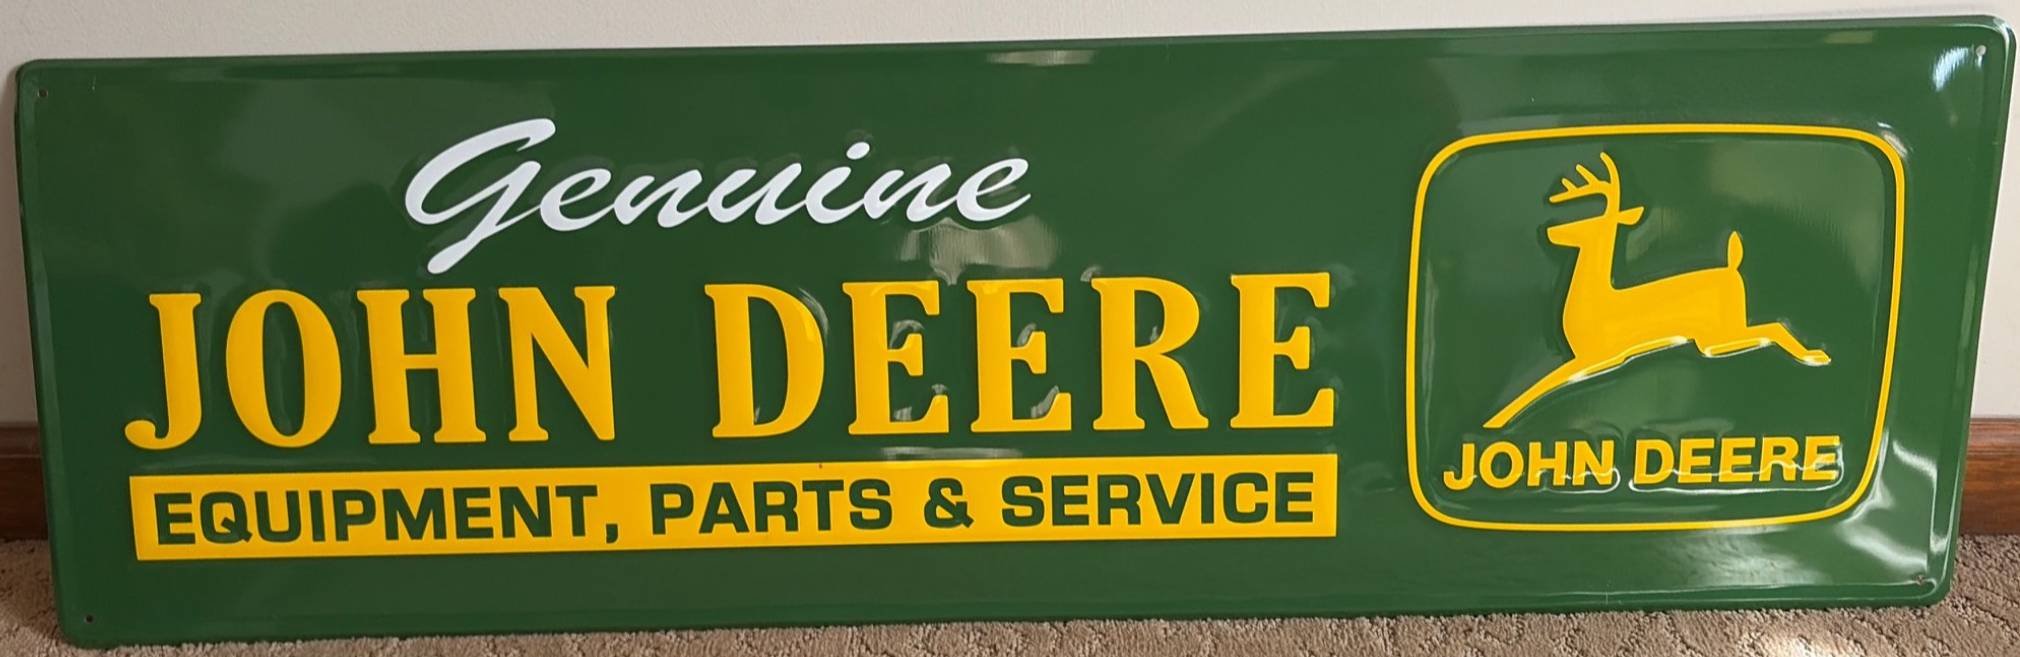 Genuine
JOHN DEERE
EQUIPMENT, PARTS & SERVICE
JOHN DEERE